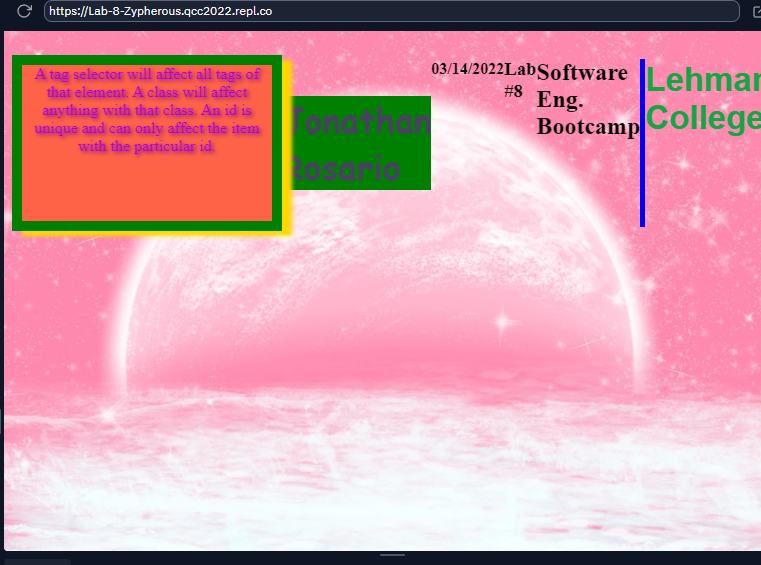 https://Lab-8-Zypherous.qcc2022.repl.co
A tag selector will affect all tags of
that element. A class will affect
anything with that class. An id is
unique and can only affect the item
with the particular id.
Jonathan
Rosario
03/14/2022
Lab
#8
Software
Eng.
Bootcamp
Lehman
College